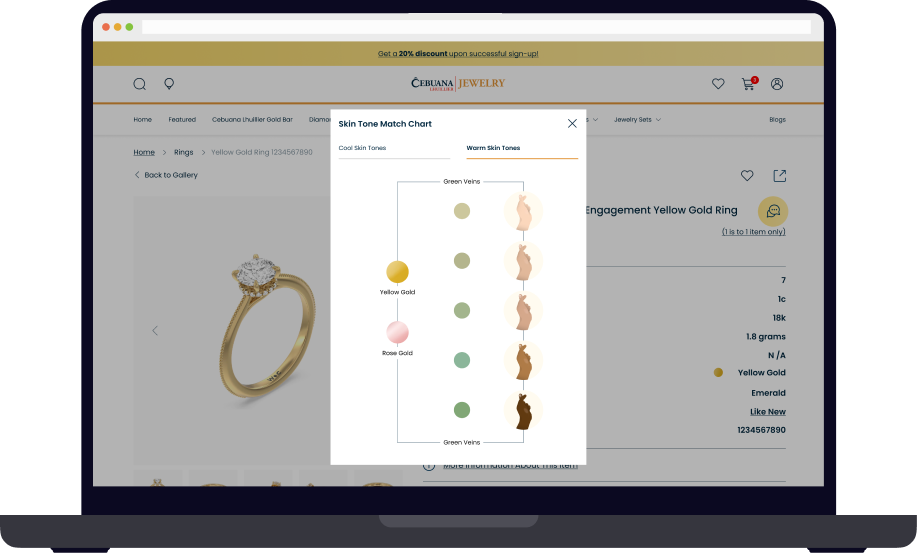 Get a 20% discount upon successful sign-up!
CEBUANA LHUILLIER JEWELRY
3
Home Featured Cebuana Lhuillier Gold Bar Jewelry Sets Blogs
Home > Rings > Yellow Gold Ring 1234567890
Back to Gallery
Skin Tone Match Chart
Cool Skin Tones Warm Skin Tones
Green Veins
Yellow Gold
Rose Gold
Green Veins
Engagement Yellow Gold Ring
(1 is to 1 item only)
7
1c
18k
1.8 grams
N /A
Yellow Gold
Emerald
Like New
1234567890
More Information About This Item